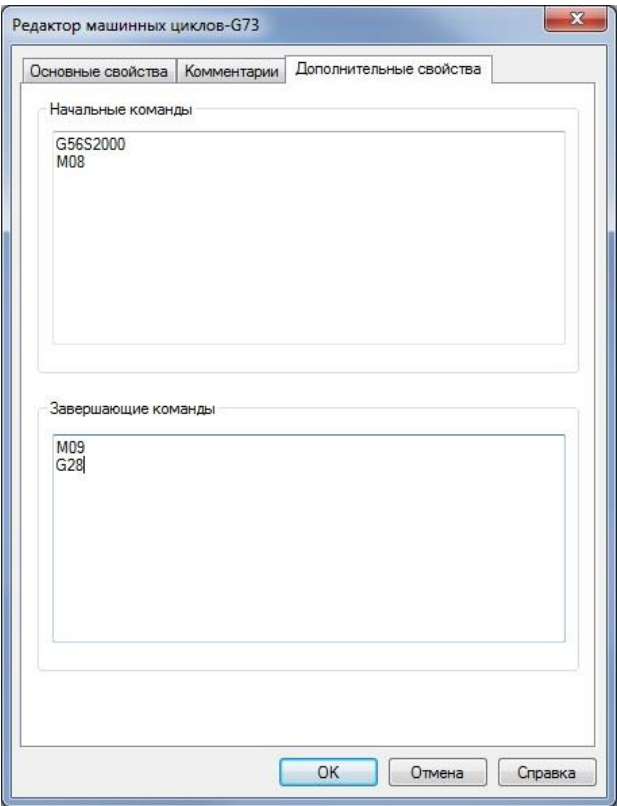 Редактор машинных циклов-G73
Основные свойства Комментарии Дополнительные свойства
Начальные команды
G56S2000
M08
Завершающие команды
M09
G28
OK Отмена Справка